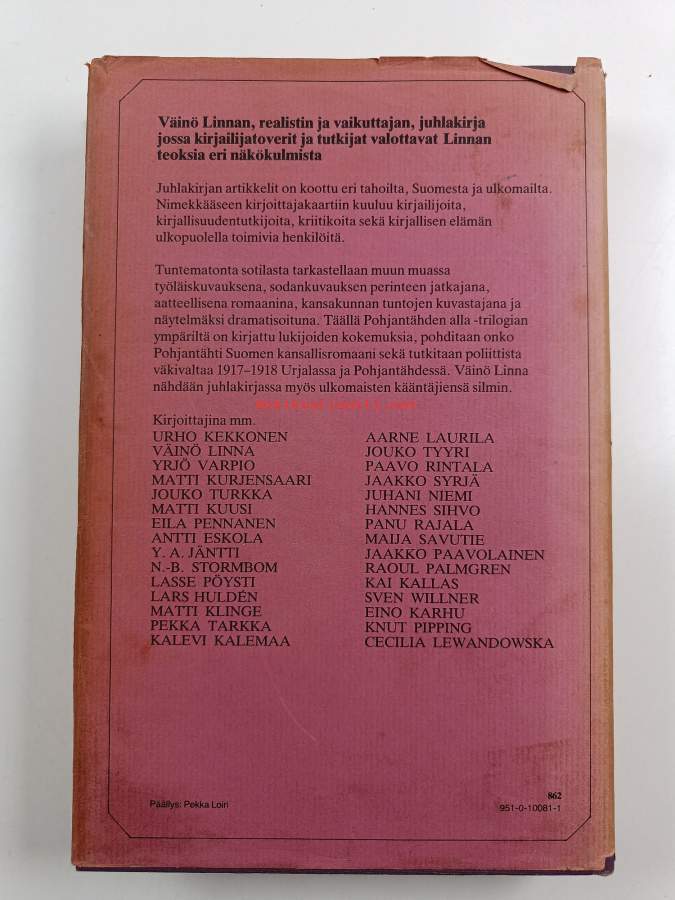 Väinö Linnan, realistin ja vaikuttajan, juhlakirja
jossa kirjailijatoverit ja tutkijat valottavat Linnan
teoksia eri näkökulmista
Juhlakirjan artikkelit on koottu eri tahoilta, Suomesta ja ulkomailta.
Nimekkääseen kirjoittajakaartiin kuuluu kirjailijoita,
kirjallisuudentutkijoita, kriitikoita sekä kirjallisen elämän
ulkopuolella toimivia henkilöitä.
Tuntematonta sotilasta tarkastellaan muun muassa
työläiskuvauksena, sodankuvauksen perinteen jatkajana,
aatteellisena romaanina, kansakunnan tuntojen kuvastajana ja
näytelmäksi dramatisoituna. Täällä Pohjantähden alla -trilogian
ympäriltä on kirjattu lukijoiden kokemuksia, pohditaan onko
Pohjantähti Suomen kansallisromaani sekä tutkitaan poliittista
väkivaltaa 1917–1918 Urjalassa ja Pohjantähdessä. Väinö Linna
nähdään juhlakirjassa myös ulkomaisten kääntäjiensä silmin.
Kirjoittajina mm.
URHO KEKKONEN
VÄINÖ LINNA
YRJÖ VARPIO
MATTI KURJENSAARI
JOUKO TURKKA
MATTI KUUSI
EILA PENNANEN
ANTTI ESKOLA
Y. A. JÄNTTI
N.-B. STORMBOM
LASSE PÖYSTI
LARS HULDÉN
MATTI KLINGE
PEKKA TARKKA
KALEVI KALEMAA
AARNE LAURILA
JOUKO TYYRI
PAAVO RINTALA
JAAKKO SYRJÄ
JUHANI NIEMI
HANNES SIHVO
PANU RAJALA
MAIJA SAVUTIE
JAAKKO PAAVOLAINEN
RAOUL PALMGREN
KAI KALLAS
SVEN WILLNER
EINO KARHU
KNUT PIPPING
CECILIA LEWANDOWSKA
Päällys: Pekka Loiri
862
951-0-10081-1